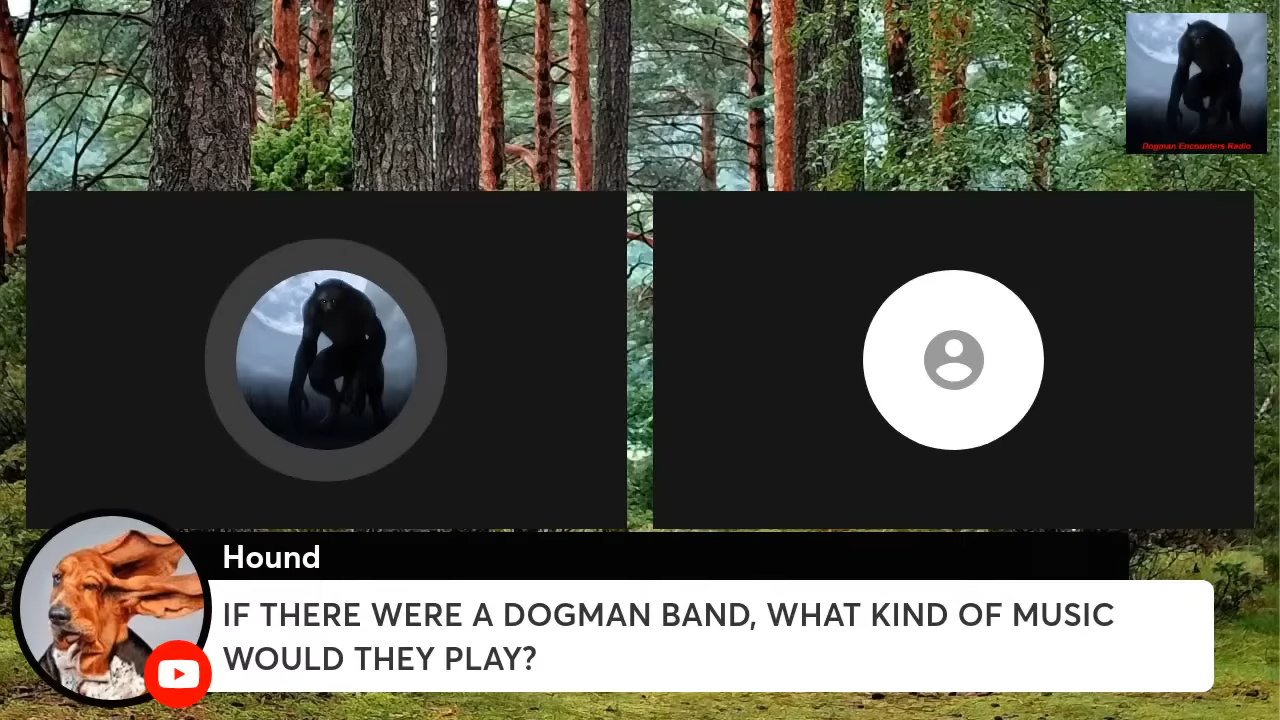 Dogman Encounters Radio
Hound
IF THERE WERE A DOGMAN BAND, WHAT KIND OF MUSIC
WOULD THEY PLAY?